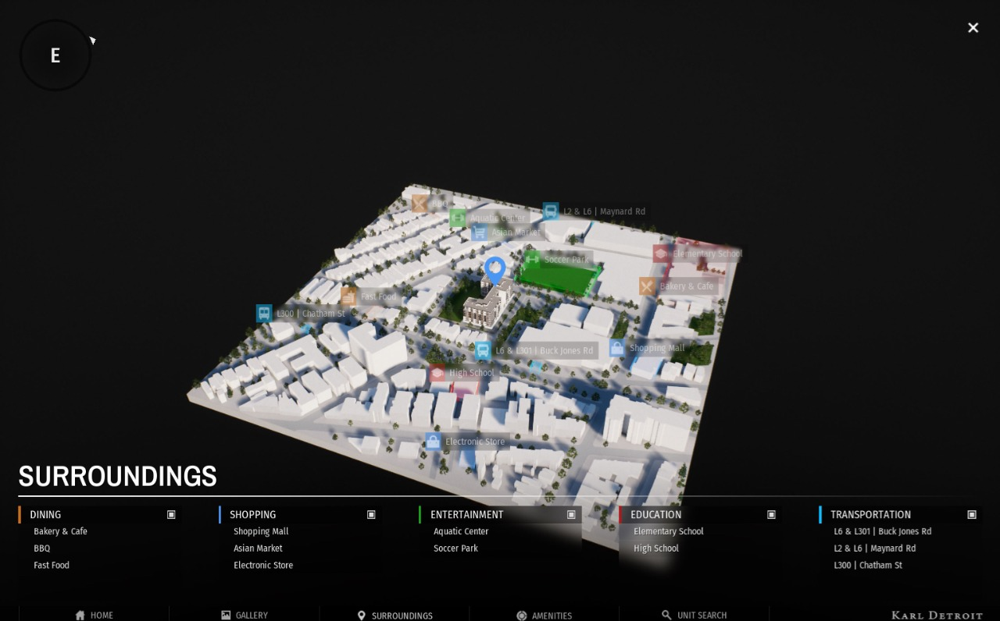 E
BBQ
Aquatic Center
L2 & L6 | Maynard Rd
Asian Market
Soccer Park
Elementary School
Bakery & Cafe
Fast Food
L300 | Chatham St
L6 & L301 | Buck Jones Rd
Shopping Mall
High School
Electronic Store
SURROUNDINGS
DINING
Bakery & Cafe
BBQ
Fast Food
SHOPPING
Shopping Mall
Asian Market
Electronic Store
ENTERTAINMENT
Aquatic Center
Soccer Park
EDUCATION
Elementary School
High School
TRANSPORTATION
L6 & L301 | Buck Jones Rd
L2 & L6 | Maynard Rd
L300 | Chatham St
HOME
GALLERY
SURROUNDINGS
AMENITIES
UNIT SEARCH
KARL DETROIT